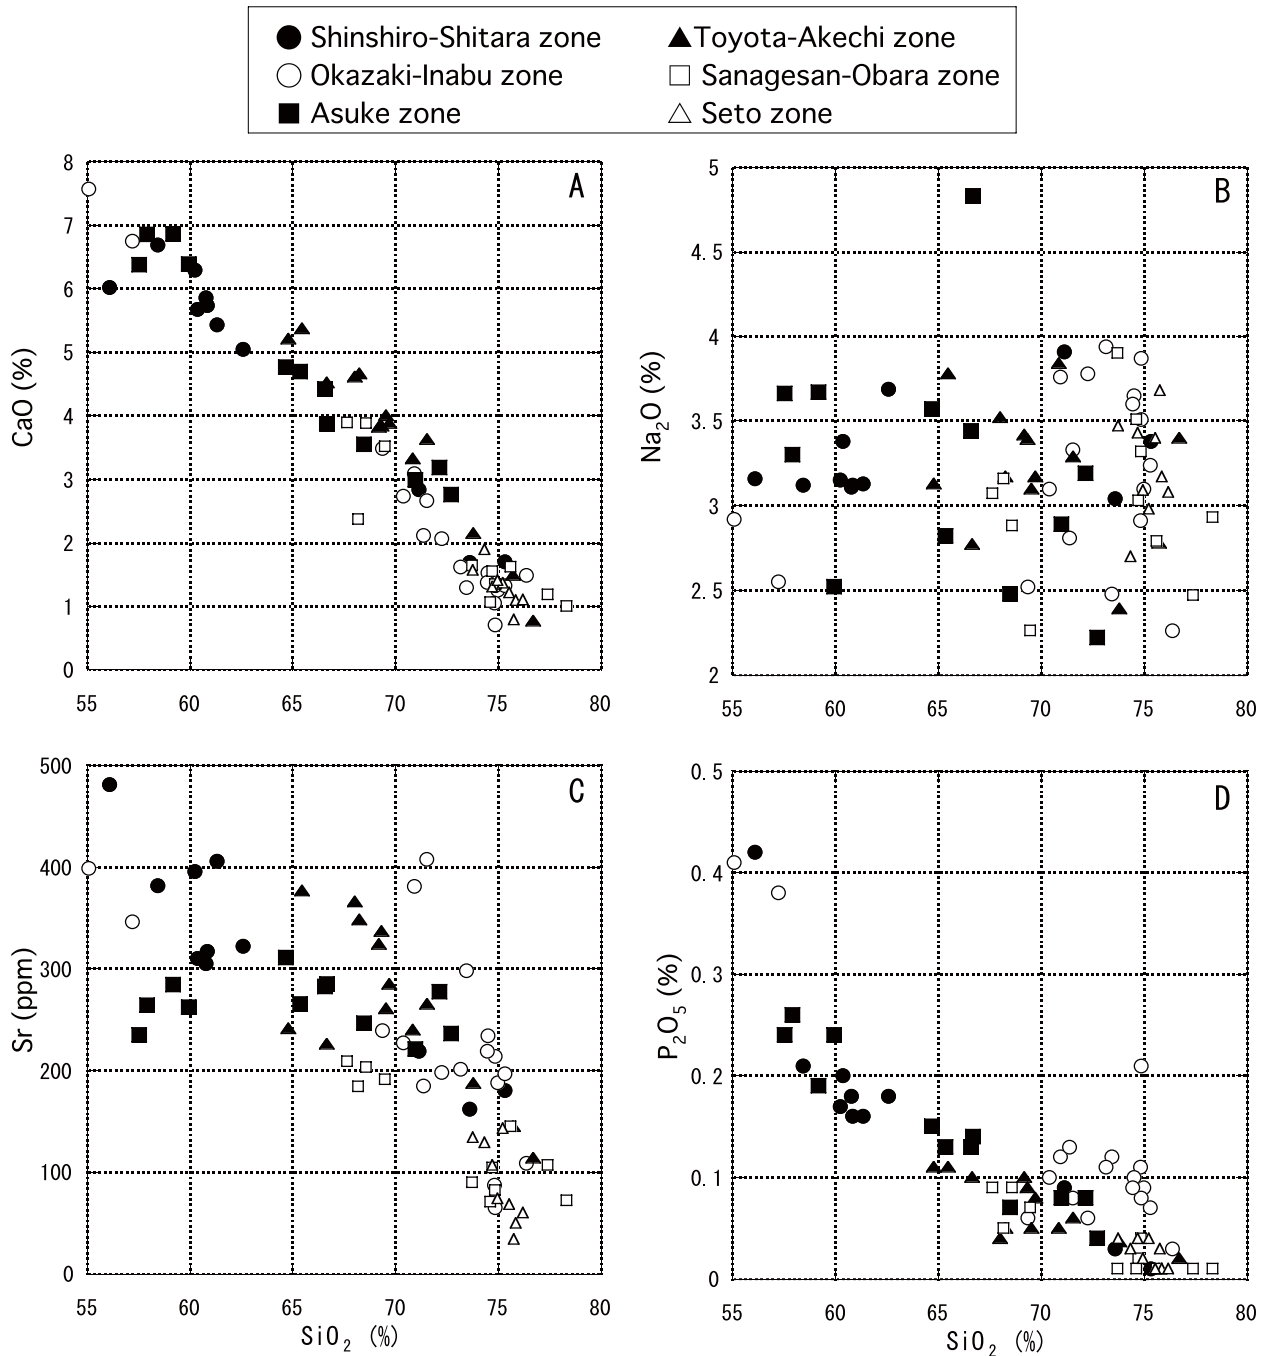 Shinshiro-Shitara zone
Toyota-Akechi zone
Okazaki-Inabu zone
Sanagesan-Obara zone
Asuke zone
Seto zone
A
CaO (%)
8
7
6
5
4
3
2
1
0
55 60 65 70 75 80
B
Na₂O (%)
5
4.5
4
3.5
3
2.5
2
55 60 65 70 75 80
C
Sr (ppm)
500
400
300
200
100
0
55 60 65 70 75 80
SiO₂ (%)
D
P₂O₅ (%)
0.5
0.4
0.3
0.2
0.1
0
55 60 65 70 75 80
SiO₂ (%)